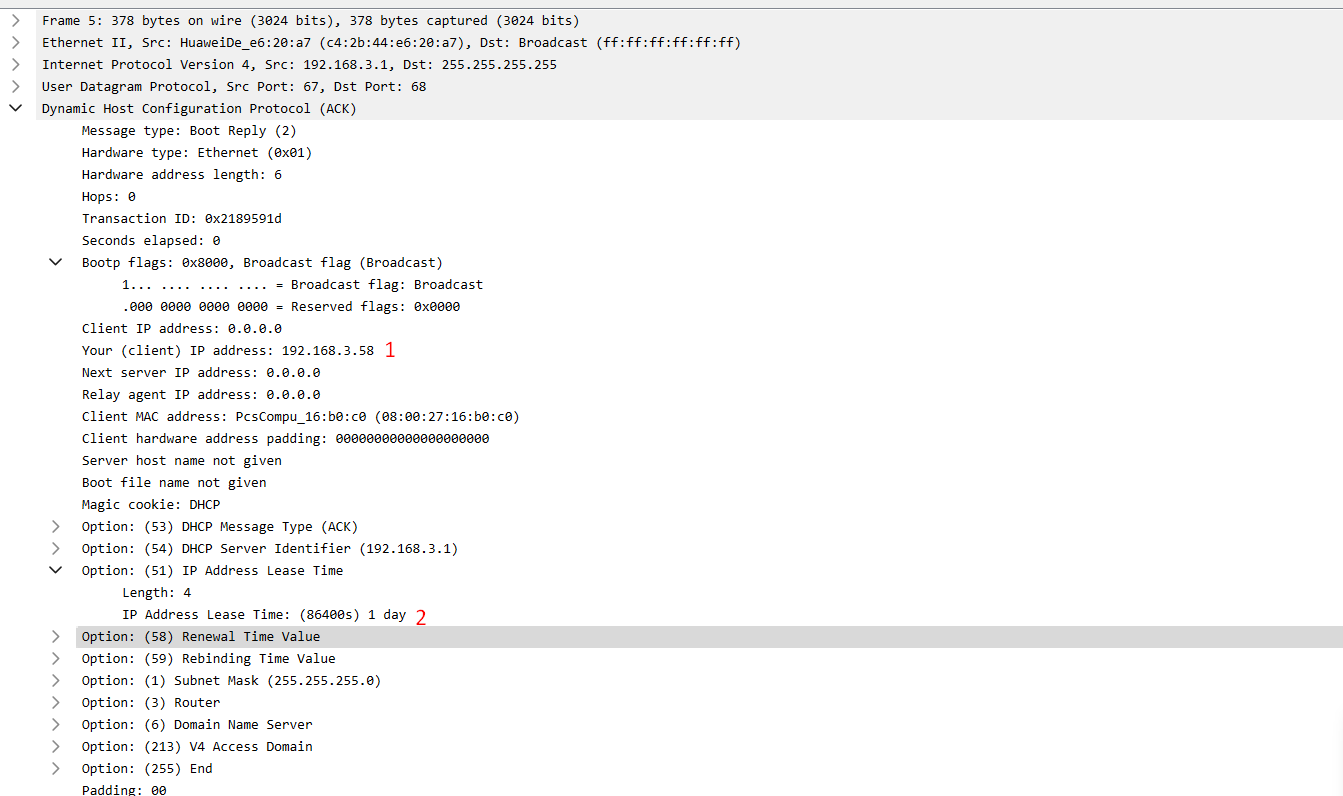 Frame 5: 378 bytes on wire (3024 bits), 378 bytes captured (3024 bits)
Ethernet II, Src: HuaweiDe_e6:20:a7 (c4:2b:44:e6:20:a7), Dst: Broadcast (ff:ff:ff:ff:ff:ff)
Internet Protocol Version 4, Src: 192.168.3.1, Dst: 255.255.255.255
User Datagram Protocol, Src Port: 67, Dst Port: 68
Dynamic Host Configuration Protocol (ACK)
Message type: Boot Reply (2)
Hardware type: Ethernet (0x01)
Hardware address length: 6
Hops: 0
Transaction ID: 0x2189591d
Seconds elapsed: 0
Bootp flags: 0x8000, Broadcast flag (Broadcast)
1... .... .... .... = Broadcast flag: Broadcast
.000 0000 0000 0000 = Reserved flags: 0x0000
Client IP address: 0.0.0.0
Your (client) IP address: 192.168.3.58 1
Next server IP address: 0.0.0.0
Relay agent IP address: 0.0.0.0
Client MAC address: PcsCompu_16:b0:c0 (08:00:27:16:b0:c0)
Client hardware address padding: 00000000000000000000
Server host name not given
Boot file name not given
Magic cookie: DHCP
Option: (53) DHCP Message Type (ACK)
Option: (54) DHCP Server Identifier (192.168.3.1)
Option: (51) IP Address Lease Time
Length: 4
IP Address Lease Time: (86400s) 1 day 2
Option: (58) Renewal Time Value
Option: (59) Rebinding Time Value
Option: (1) Subnet Mask (255.255.255.0)
Option: (3) Router
Option: (6) Domain Name Server
Option: (213) V4 Access Domain
Option: (255) End
Padding: 00